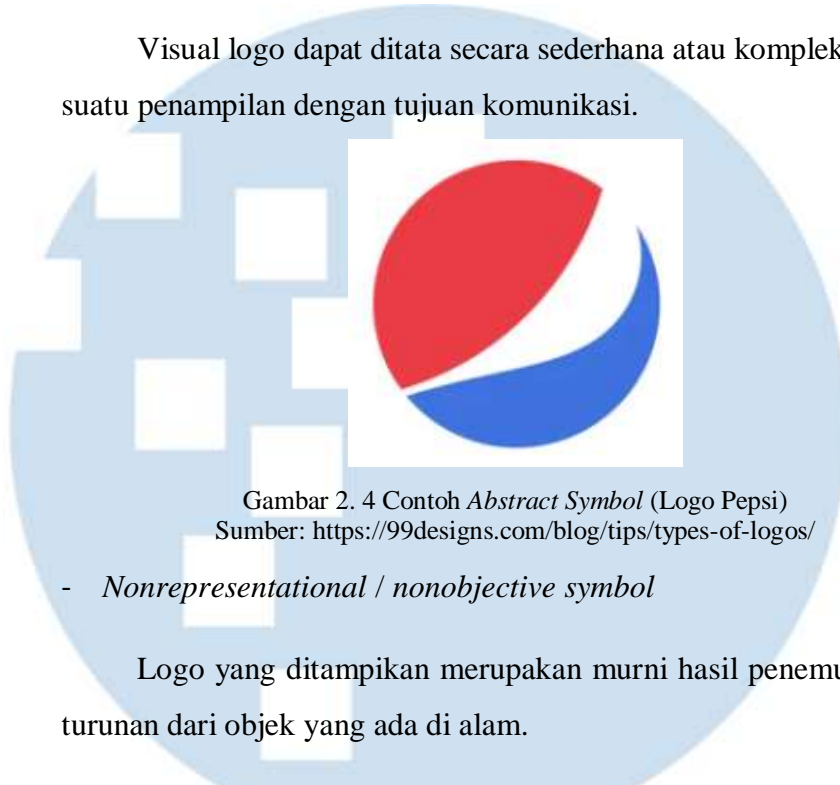 Visual logo dapat ditata secara sederhana atau komplek
suatu penampilan dengan tujuan komunikasi.
Gambar 2. 4 Contoh Abstract Symbol (Logo Pepsi)
Sumber: https://99designs.com/blog/tips/types-of-logos/
- Nonrepresentational / nonobjective symbol
Logo yang ditampikan merupakan murni hasil penemu
turunan dari objek yang ada di alam.